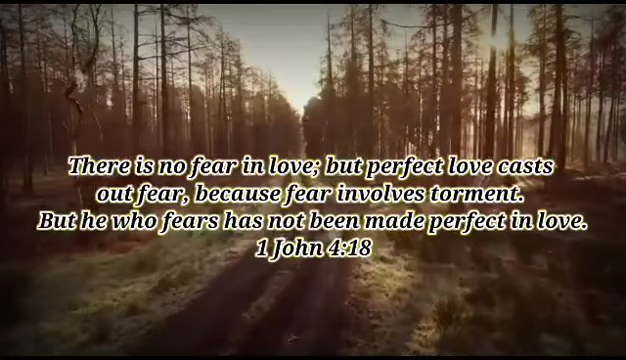 There is no fear in love; but perfect love casts
out fear, because fear involves torment.
But he who fears has not been made perfect in love.
1 John 4:18